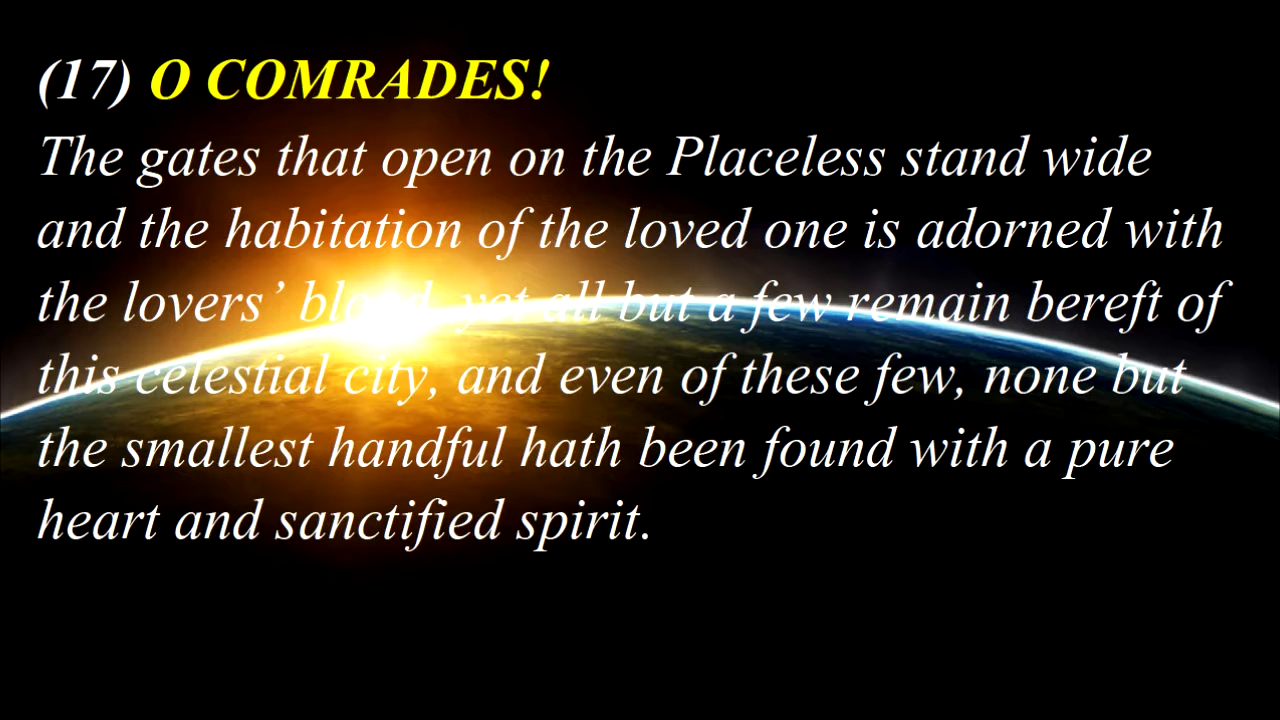 (17) O COMRADES!
The gates that open on the Placeless stand wide
and the habitation of the loved one is adorned with
the lovers’ blood, yet all but a few remain bereft of
this celestial city, and even of these few, none but
the smallest handful hath been found with a pure
heart and sanctified spirit.